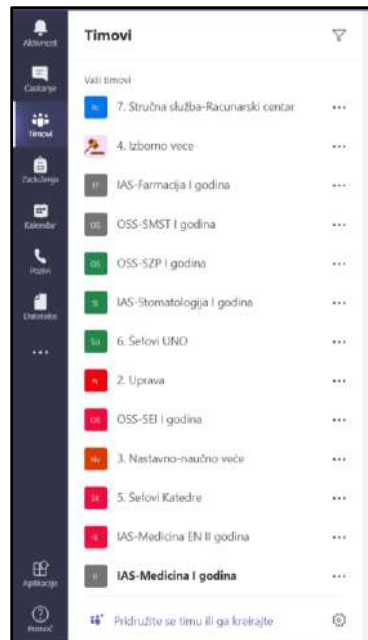 Aktivnost
Ćaskanje
Timovi
Zaduženja
Kalendar
Pozivi
Datoteke
Aplikacije
Pomoć
Timovi
Vaši timovi
7. Stručna služba-Racunarski centar
4. Izborno vece
IAS-Farmacija I godina
OSS-SMST I godina
OSS-SZP I godina
IAS-Stomatologija I godina
6. Šefovi UNO
2. Uprava
OSS-SEI I godina
3. Nastavno-naučno veće
5. Šefovi Katedre
IAS-Medicina EN II godina
IAS-Medicina I godina
Pridružite se timu ili ga kreirajte